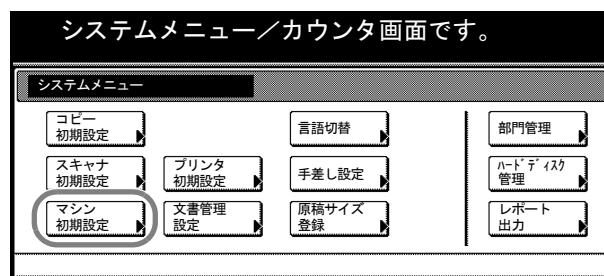 システムメニュー／カウンタ画面です。
システムメニュー
コピー
初期設定
言語切替
部門管理
スキャナ
初期設定
プリンタ
初期設定
手差し設定
ﾊｰﾄﾞﾃﾞｨｽｸ
管理
マシン
初期設定
文書管理
設定
原稿サイズ
登録
レポート
出力